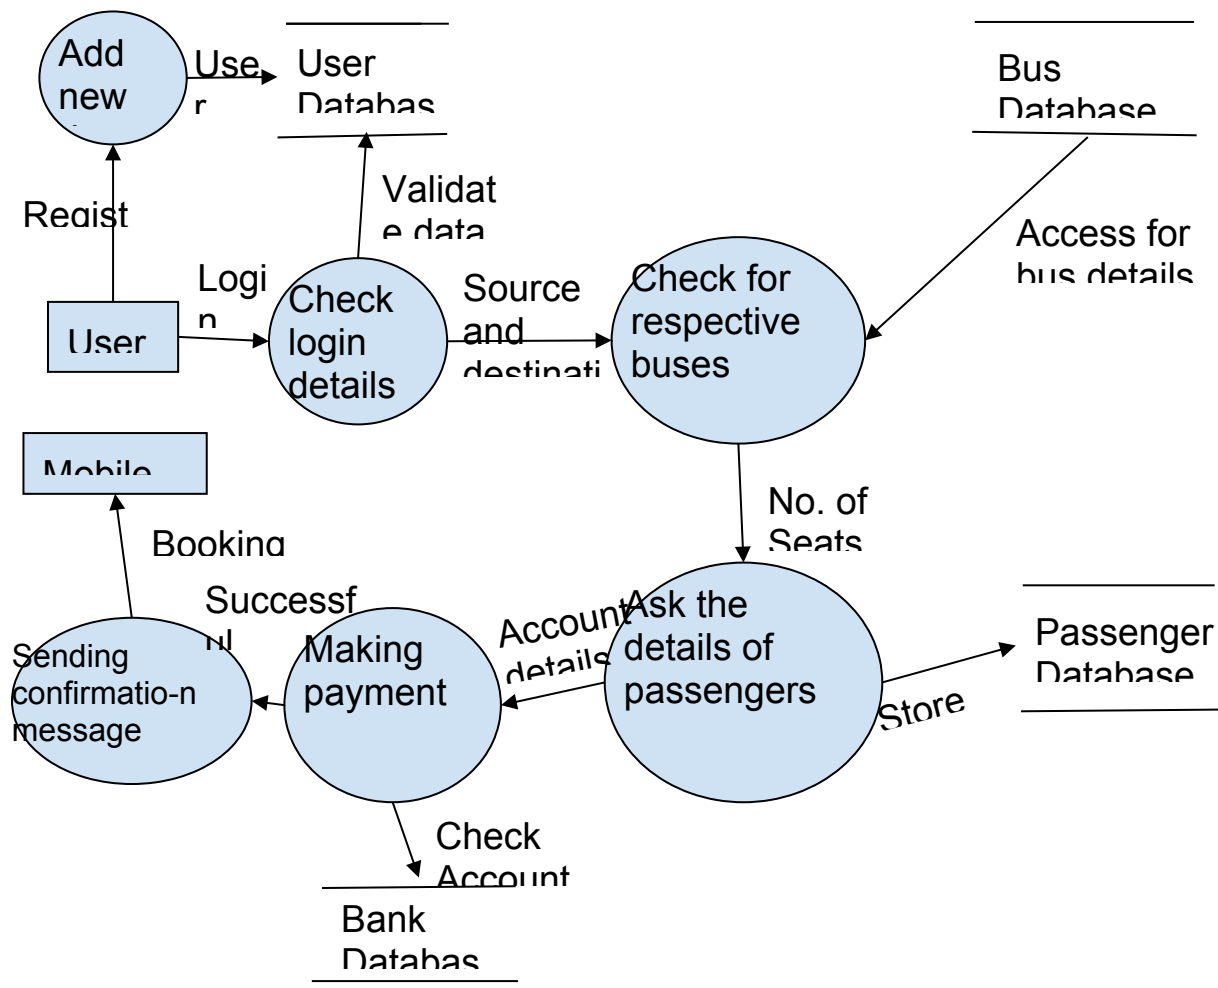 Add
new
Use
r
User
Databas
Bus
Database
Regist
Validat
e data
Logi
n
User
Check
login
details
Source
and
destinati
Check for
respective
buses
Access for
bus details
Mobile
Booking
No. of
Seats
Successf
ul
Sending
confirmatio-n
message
Making
payment
Account
details
Ask the
details of
passengers
Store
Passenger
Database
Check
Account
Bank
Databas